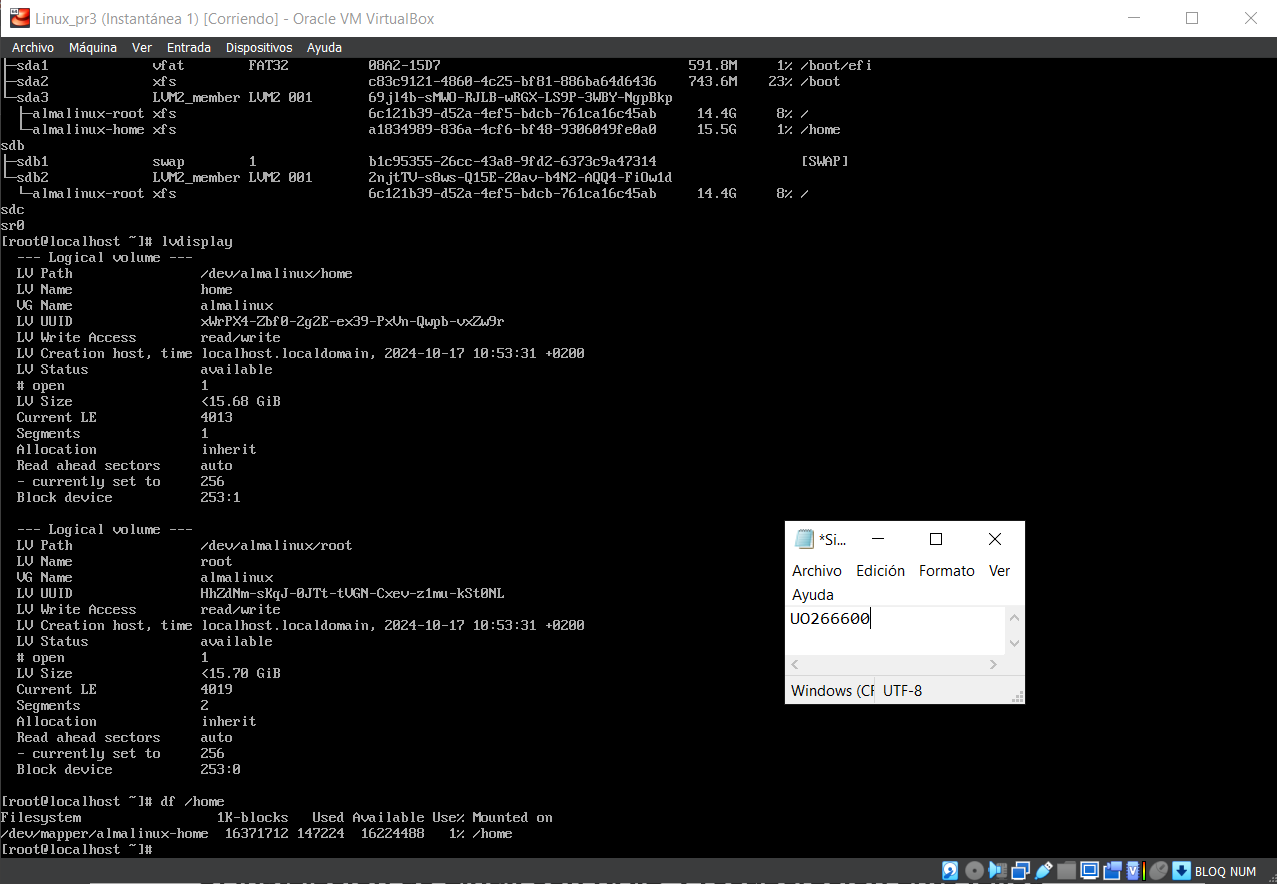 Linux_pr3 (Instantánea 1) [Corriendo] - Oracle VM VirtualBox
Archivo Máquina Ver Entrada Dispositivos Ayuda
├─sda1 vfat FAT32 08A2-15D7 591.8M 1% /boot/efi
├─sda2 xfs c83c9121-4860-4c25-bf81-886ba64d6436 743.6M 23% /boot
└─sda3 LVM2_member LVM2 001 69jl4b-sMWO-RJLB-wRGX-LS9P-3WBY-NgpBkp
├─almalinux-root xfs 6c121b39-d52a-4ef5-bdcb-761ca16c45ab 14.4G 8% /
└─almalinux-home xfs a1834989-836a-4cf6-bf48-9306049fe0a0 15.5G 1% /home
sdb
├─sdb1 swap 1 b1c95355-26cc-43a8-9fd2-6373c9a47314 [SWAP]
└─sdb2 LVM2_member LVM2 001 2njtTV-s8ws-Q15E-20av-b4N2-AQQ4-FiOw1d
└─almalinux-root xfs 6c121b39-d52a-4ef5-bdcb-761ca16c45ab 14.4G 8% /
sdc
sr0
[root@localhost ~]# lvdisplay
--- Logical volume ---
LV Path /dev/almalinux/home
LV Name home
VG Name almalinux
LV UUID xWrPX4-Zbf0-2g2E-ex39-PxVn-Qwpb-vxZw9r
LV Write Access read/write
LV Creation host, time localhost.localdomain, 2024-10-17 10:53:31 +0200
LV Status available
# open 1
LV Size <15.68 GiB
Current LE 4013
Segments 1
Allocation inherit
Read ahead sectors auto
- currently set to 256
Block device 253:1
--- Logical volume ---
LV Path /dev/almalinux/root
LV Name root
VG Name almalinux
LV UUID HhZdNm-sKqJ-0JTt-tVGN-Cxev-z1mu-kSt0NL
LV Write Access read/write
LV Creation host, time localhost.localdomain, 2024-10-17 10:53:31 +0200
LV Status available
# open 1
LV Size <15.70 GiB
Current LE 4019
Segments 2
Allocation inherit
Read ahead sectors auto
- currently set to 256
Block device 253:0
[root@localhost ~]# df /home
Filesystem 1K-blocks Used Available Use% Mounted on
/dev/mapper/almalinux-home 16371712 147224 16224488 1% /home
[root@localhost ~]#
*Si...
Archivo Edición Formato Ver
Ayuda
UO266600
Windows (CF UTF-8
BLOQ NUM